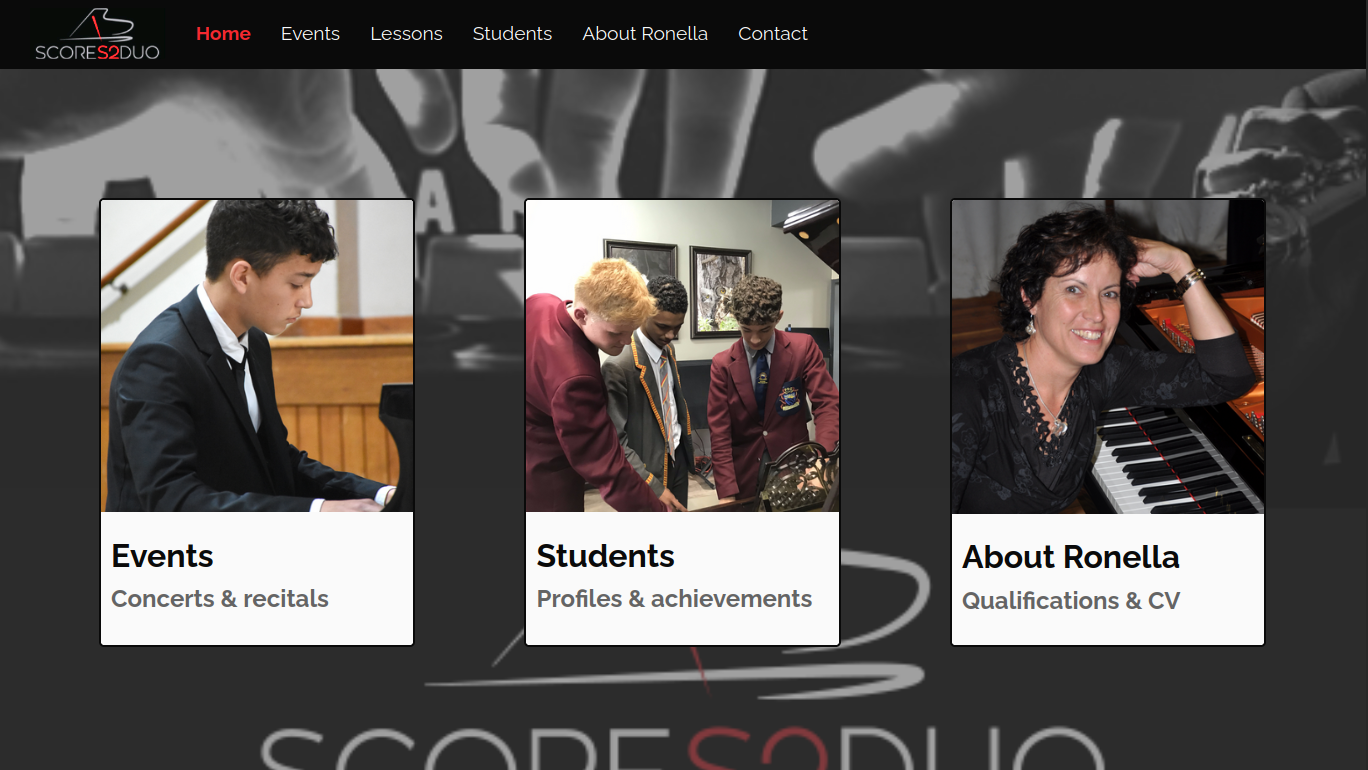 SCORES2DUO
Home
Events
Lessons
Students
About Ronella
Contact
Events
Concerts & recitals
Students
Profiles & achievements
About Ronella
Qualifications & CV
SCORES2DUO